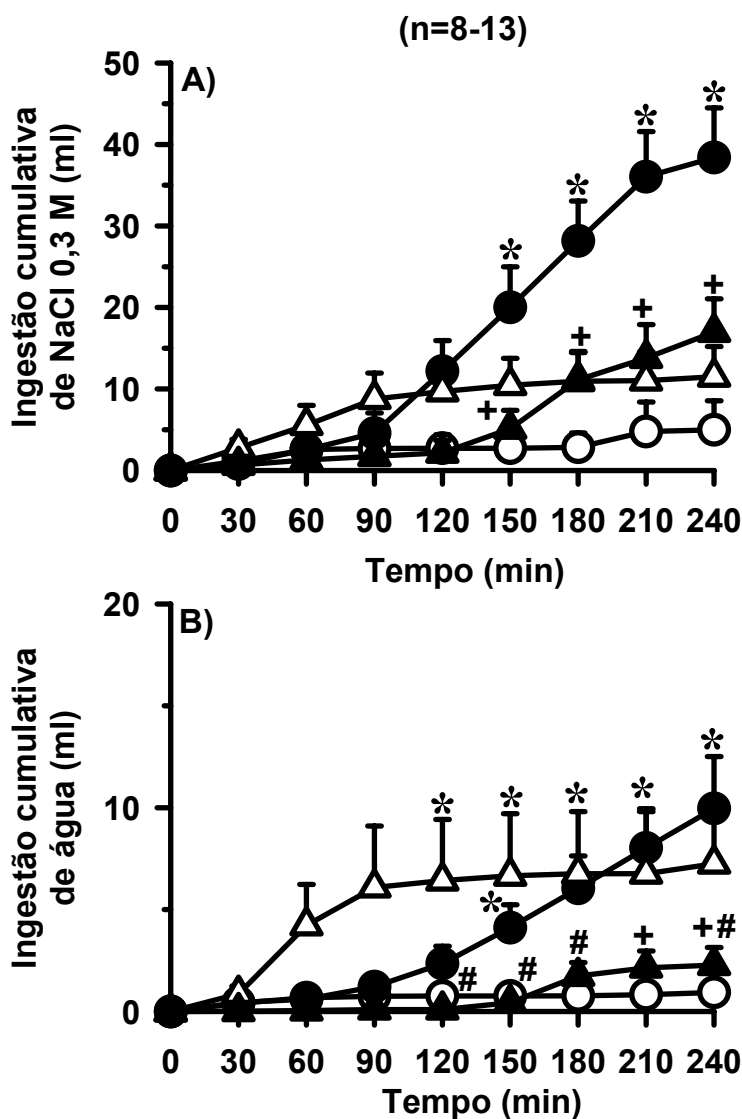 (n=8-13)
A)
50
40
30
20
10
0
Ingestão cumulativa
de NaCl 0,3 M (ml)
* * * *
+ + + +
0 30 60 90 120 150 180 210 240
Tempo (min)
B)
20
10
0
Ingestão cumulativa
de água (ml)
* * * * *
*
# # # + +#
0 30 60 90 120 150 180 210 240
Tempo (min)